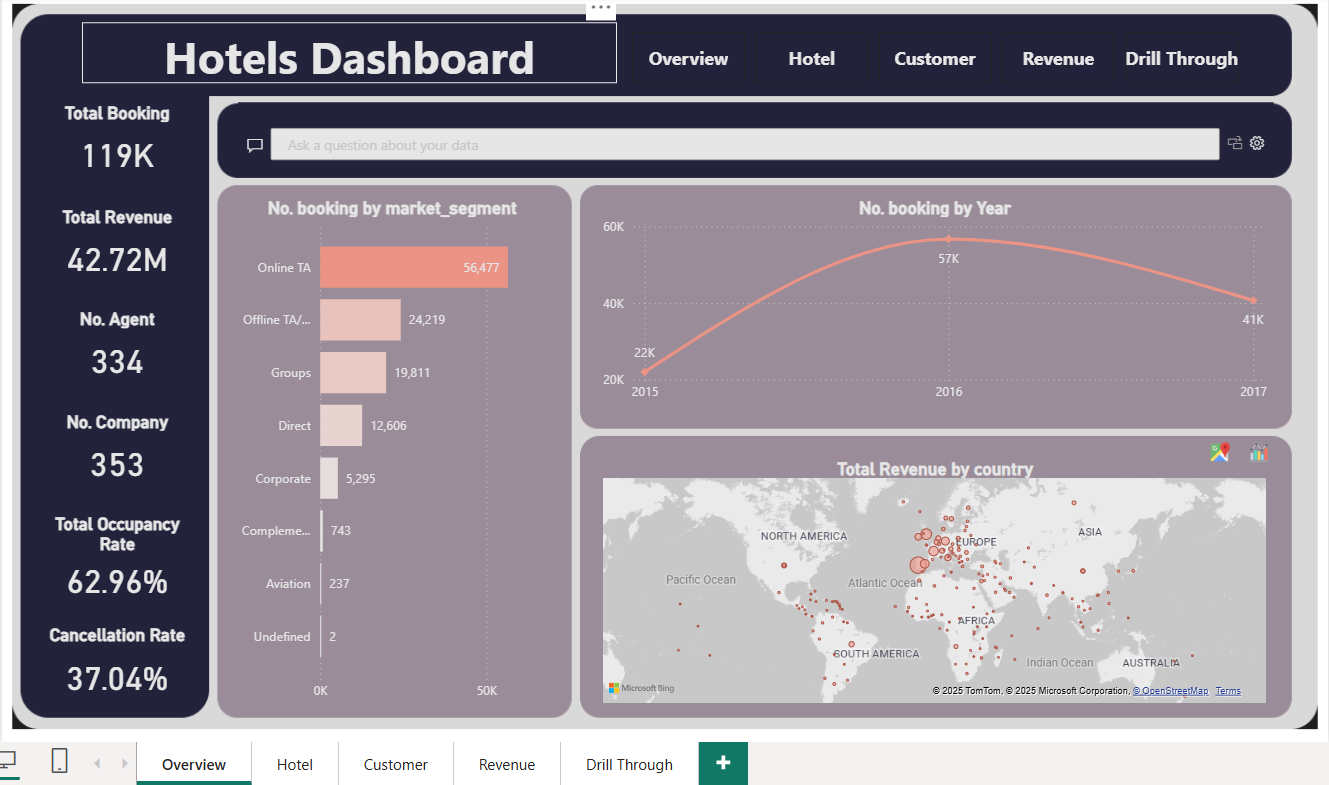 Hotels Dashboard
Overview
Hotel
Customer
Revenue
Drill Through
Total Booking
119K
Total Revenue
42.72M
No. Agent
334
No. Company
353
Total Occupancy
Rate
62.96%
Cancellation Rate
37.04%
Ask a question about your data
No. booking by market_segment
Online TA
56,477
Offline TA/...
24,219
Groups
19,811
Direct
12,606
Corporate
5,295
Compleme...
743
Aviation
237
Undefined
2
0K
50K
No. booking by Year
60K
40K
20K
22K
57K
41K
2015
2016
2017
Total Revenue by country
NORTH AMERICA
EUROPE
ASIA
Pacific Ocean
Atlantic Ocean
AFRICA
SOUTH AMERICA
Indian Ocean
AUSTRALIA
Microsoft Bing
© 2025 TomTom, © 2025 Microsoft Corporation, © OpenStreetMap Terms
Overview
Hotel
Customer
Revenue
Drill Through